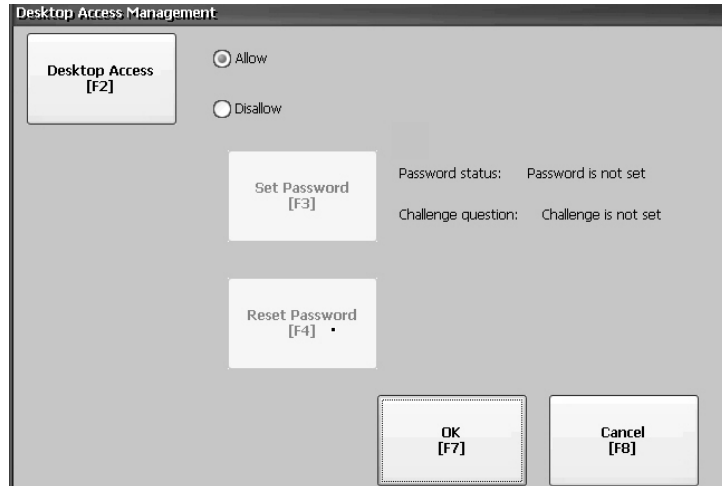 Desktop Access Management
Desktop Access
[F2]
Allow
Disallow
Set Password
[F3]
Password status: Password is not set
Challenge question: Challenge is not set
Reset Password
[F4]
OK
[F7]
Cancel
[F8]